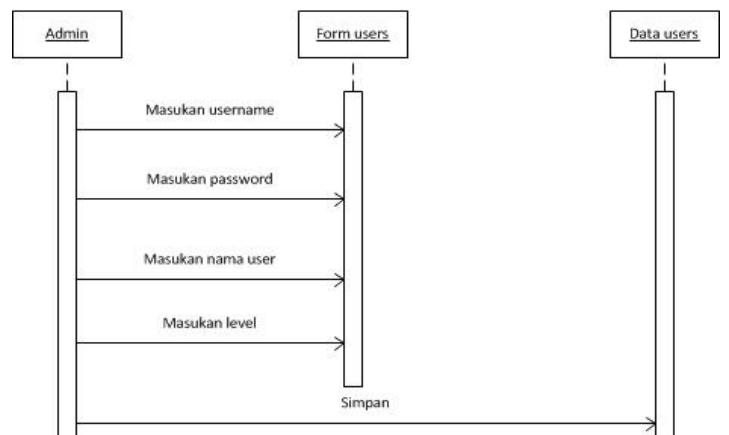 Admin
Form users
Data users
Masukan username
Masukan password
Masukan nama user
Masukan level
Simpan